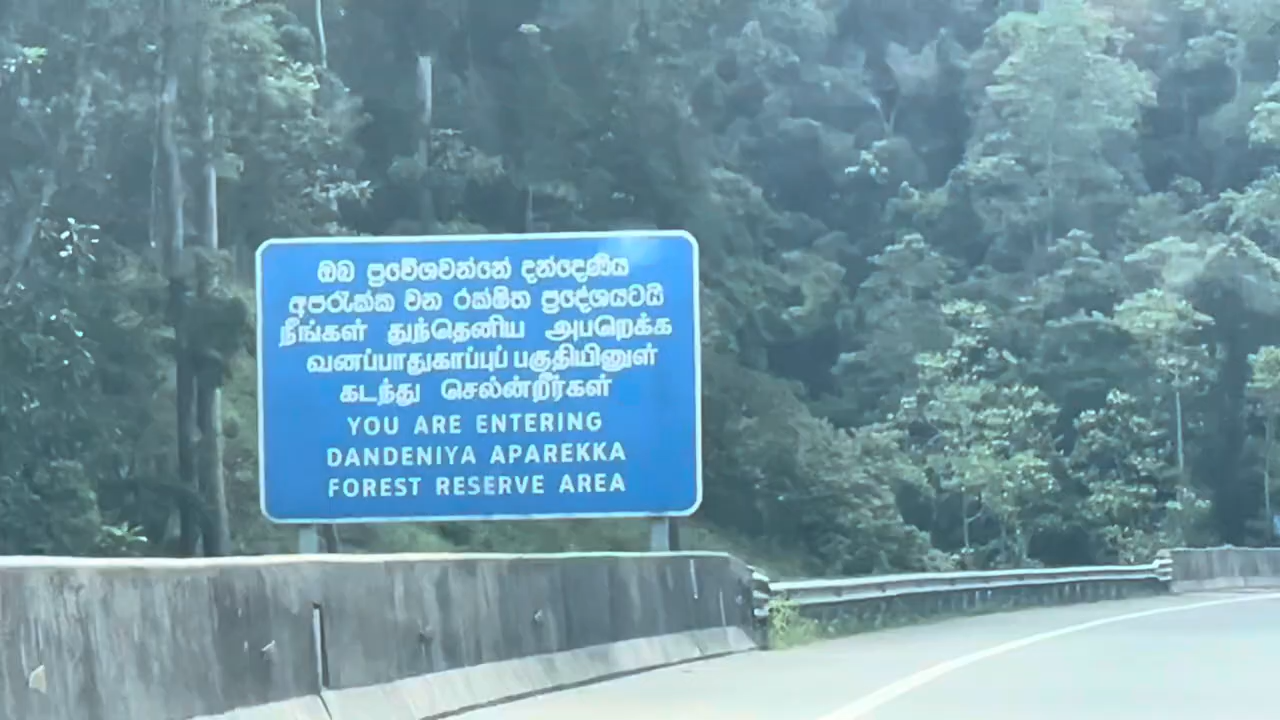 ඔබ ප්‍රවේශවන්නේ දන්දෙණිය
අපරැක්ක වන රක්ෂිත ප්‍රදේශයටයි
நீங்கள் துந்தெனிய அபறெக்க
வனப்பாதுகாப்புப் பகுதியினுள்
கடந்து செல்ன்றீர்கள்
YOU ARE ENTERING
DANDENIYA APAREKKA
FOREST RESERVE AREA